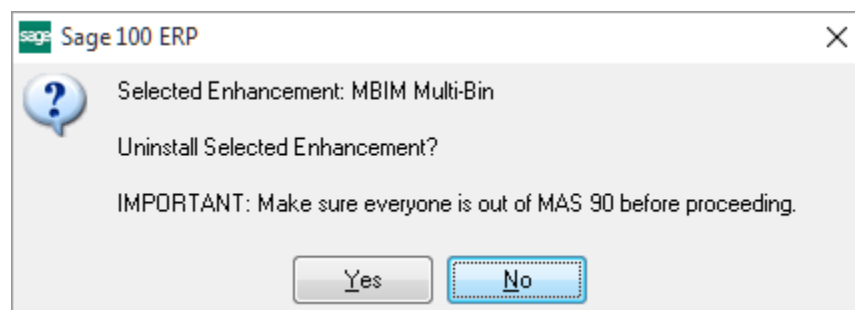 sage Sage 100 ERP
Selected Enhancement: MBIM Multi-Bin
Uninstall Selected Enhancement?
IMPORTANT: Make sure everyone is out of MAS 90 before proceeding.
Yes No